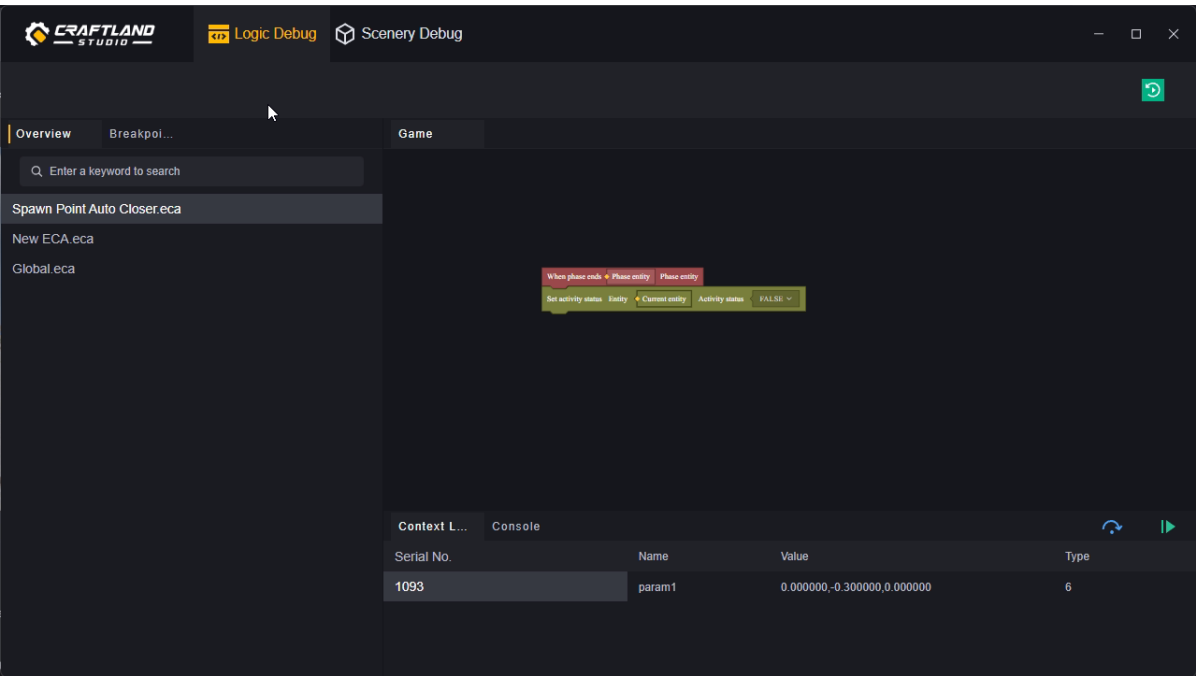 CRAFTLAND
STUDIO
Logic Debug
Scenery Debug
Overview
Breakpoi...
Game
Enter a keyword to search
Spawn Point Auto Closer.eca
New ECA.eca
Global.eca
When phase ends Phase entity Phase entity
Set activity status Entity Current entity Activity status FALSE
Context L...
Console
Serial No. Name Value Type
1093 param1 0.000000,-0.300000,0.000000 6